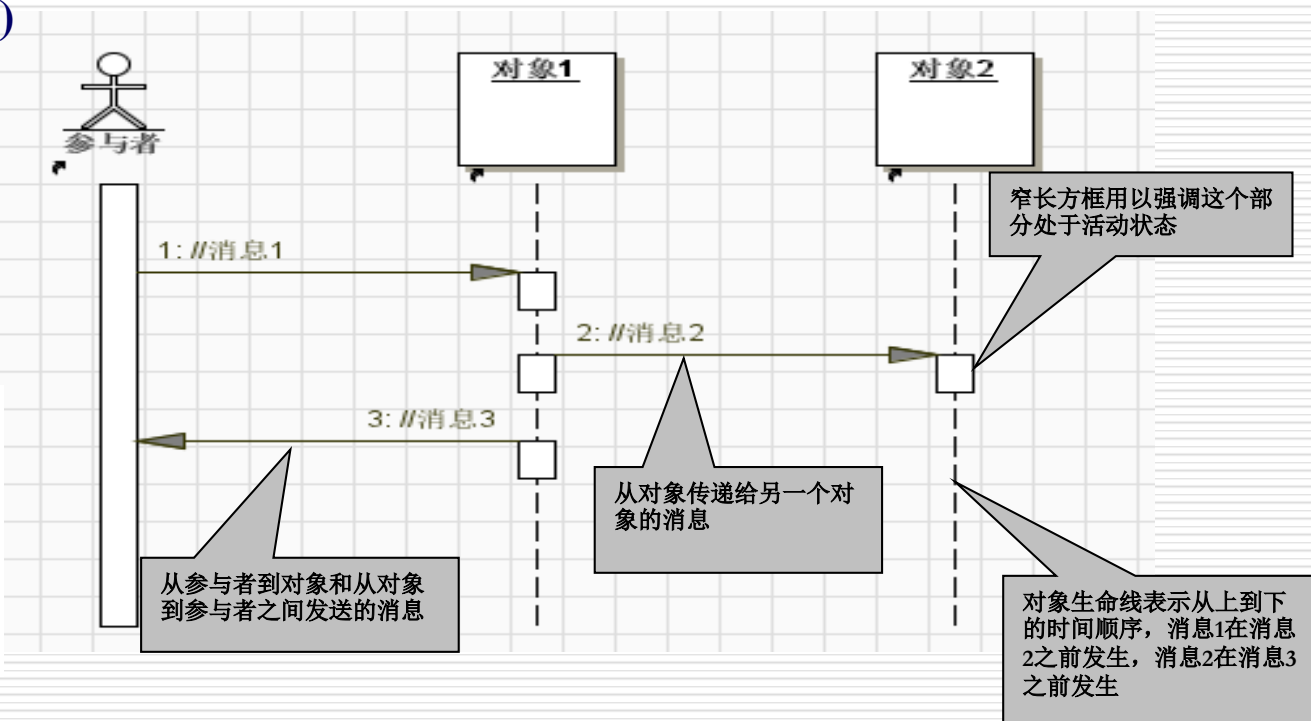 )
对象1
对象2
参与者
窄长方框用以强调这个部
分处于活动状态
1: //消息1
2: //消息2
3: //消息3
从对象传递给另一个对
象的消息
从参与者到对象和从对象
到参与者之间发送的消息
对象生命线表示从上到下
的时间顺序，消息1在消息
2之前发生，消息2在消息3
之前发生